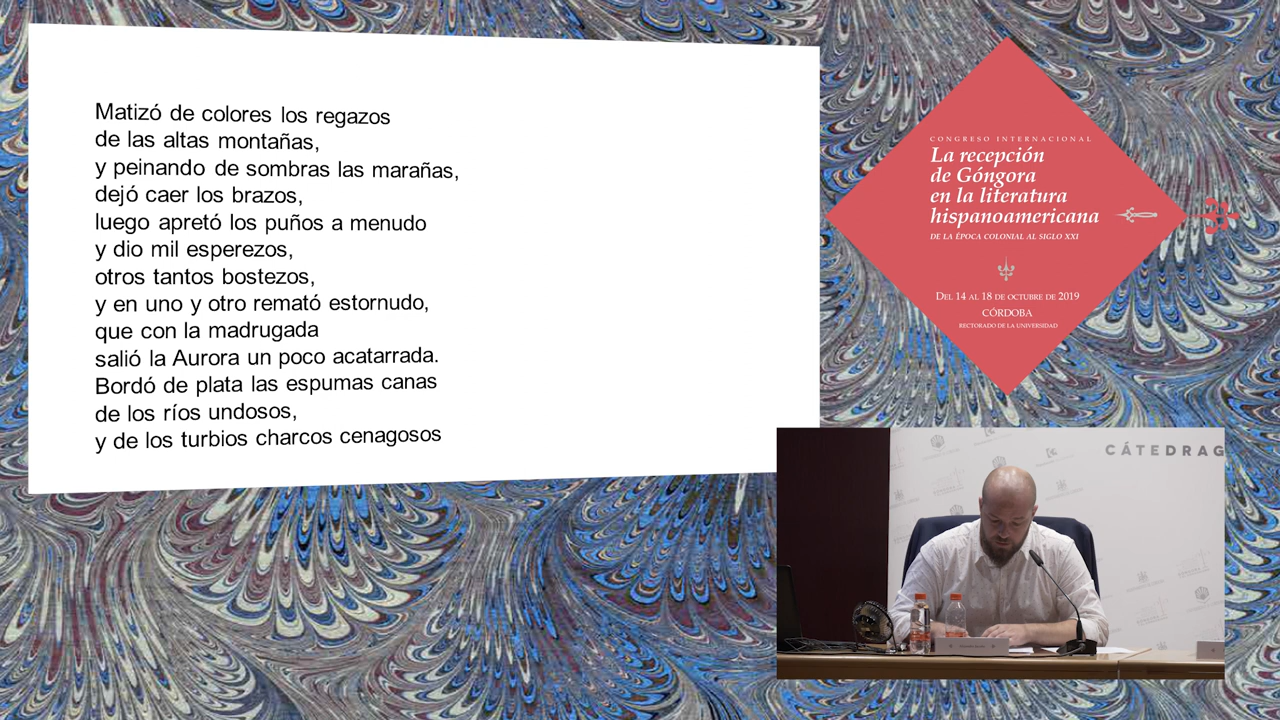 Matizó de colores los regazos
de las altas montañas,
y peinando de sombras las marañas,
dejó caer los brazos,
luego apretó los puños a menudo
y dio mil esperezos,
otros tantos bostezos,
y en uno y otro remató estornudo,
que con la madrugada
salió la Aurora un poco acatarrada.
Bordó de plata las espumas canas
de los ríos undosos,
y de los turbios charcos cenagosos
CONGRESO INTERNACIONAL
La recepción
de Góngora
en la literatura
hispanoamericana
DE LA ÉPOCA COLONIAL AL SIGLO XXI
DEL 14 AL 18 DE OCTUBRE DE 2019
CÓRDOBA
RECTORADO DE LA UNIVERSIDAD
CÁTEDRAG